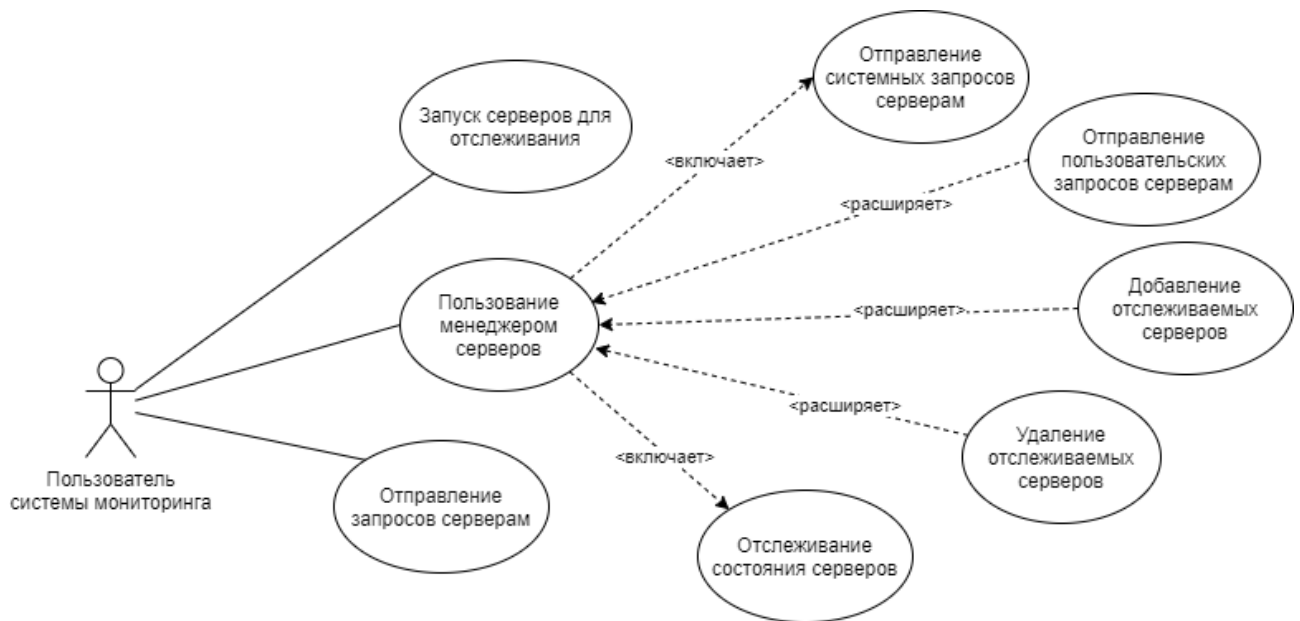 Отправление
системных запросов
серверам
Запуск серверов для
отслеживания
Отправление
пользовательских
запросов серверам
<включает>
<расширяет>
Пользование
менеджером
серверов
Добавление
отслеживаемых
серверов
<расширяет>
<расширяет>
Удаление
отслеживаемых
серверов
<включает>
Пользователь
системы мониторинга
Отправление
запросов серверам
Отслеживание
состояния серверов